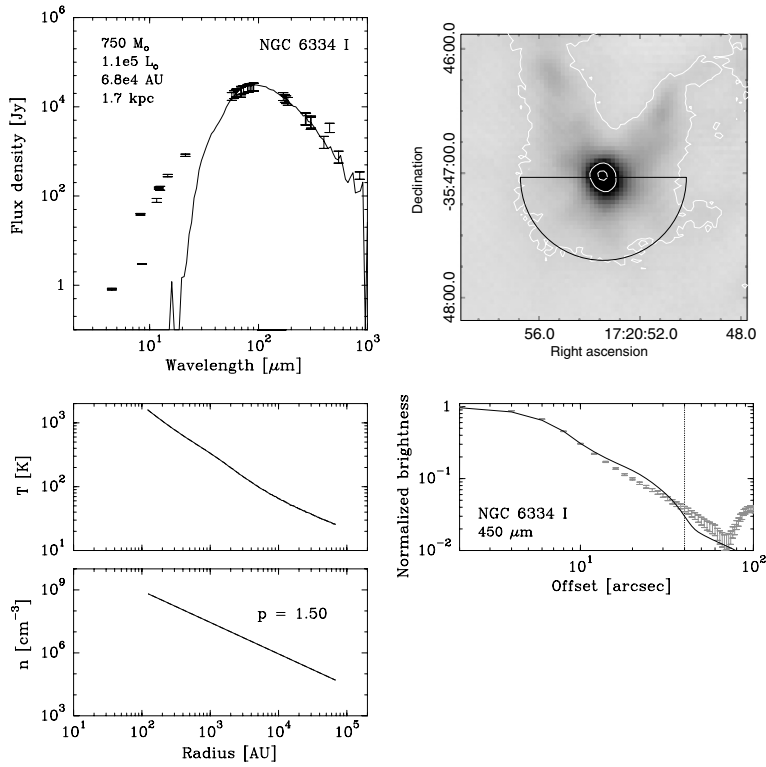 10^6
10^4
10^2
1
Flux density [Jy]
750 M_o
1.1e5 L_o
6.8e4 AU
1.7 kpc
NGC 6334 I
10^1
10^2
10^3
Wavelength [μm]
46:00.0
-35:47:00.0
48:00.0
Declination
56.0
17:20:52.0
48.0
Right ascension
10^3
10^2
10^1
T [K]
10^9
10^6
10^3
n [cm^-3]
p = 1.50
10^1
10^2
10^3
10^4
10^5
Radius [AU]
1
10^-1
10^-2
Normalized brightness
NGC 6334 I
450 μm
10^1
10^2
Offset [arcsec]